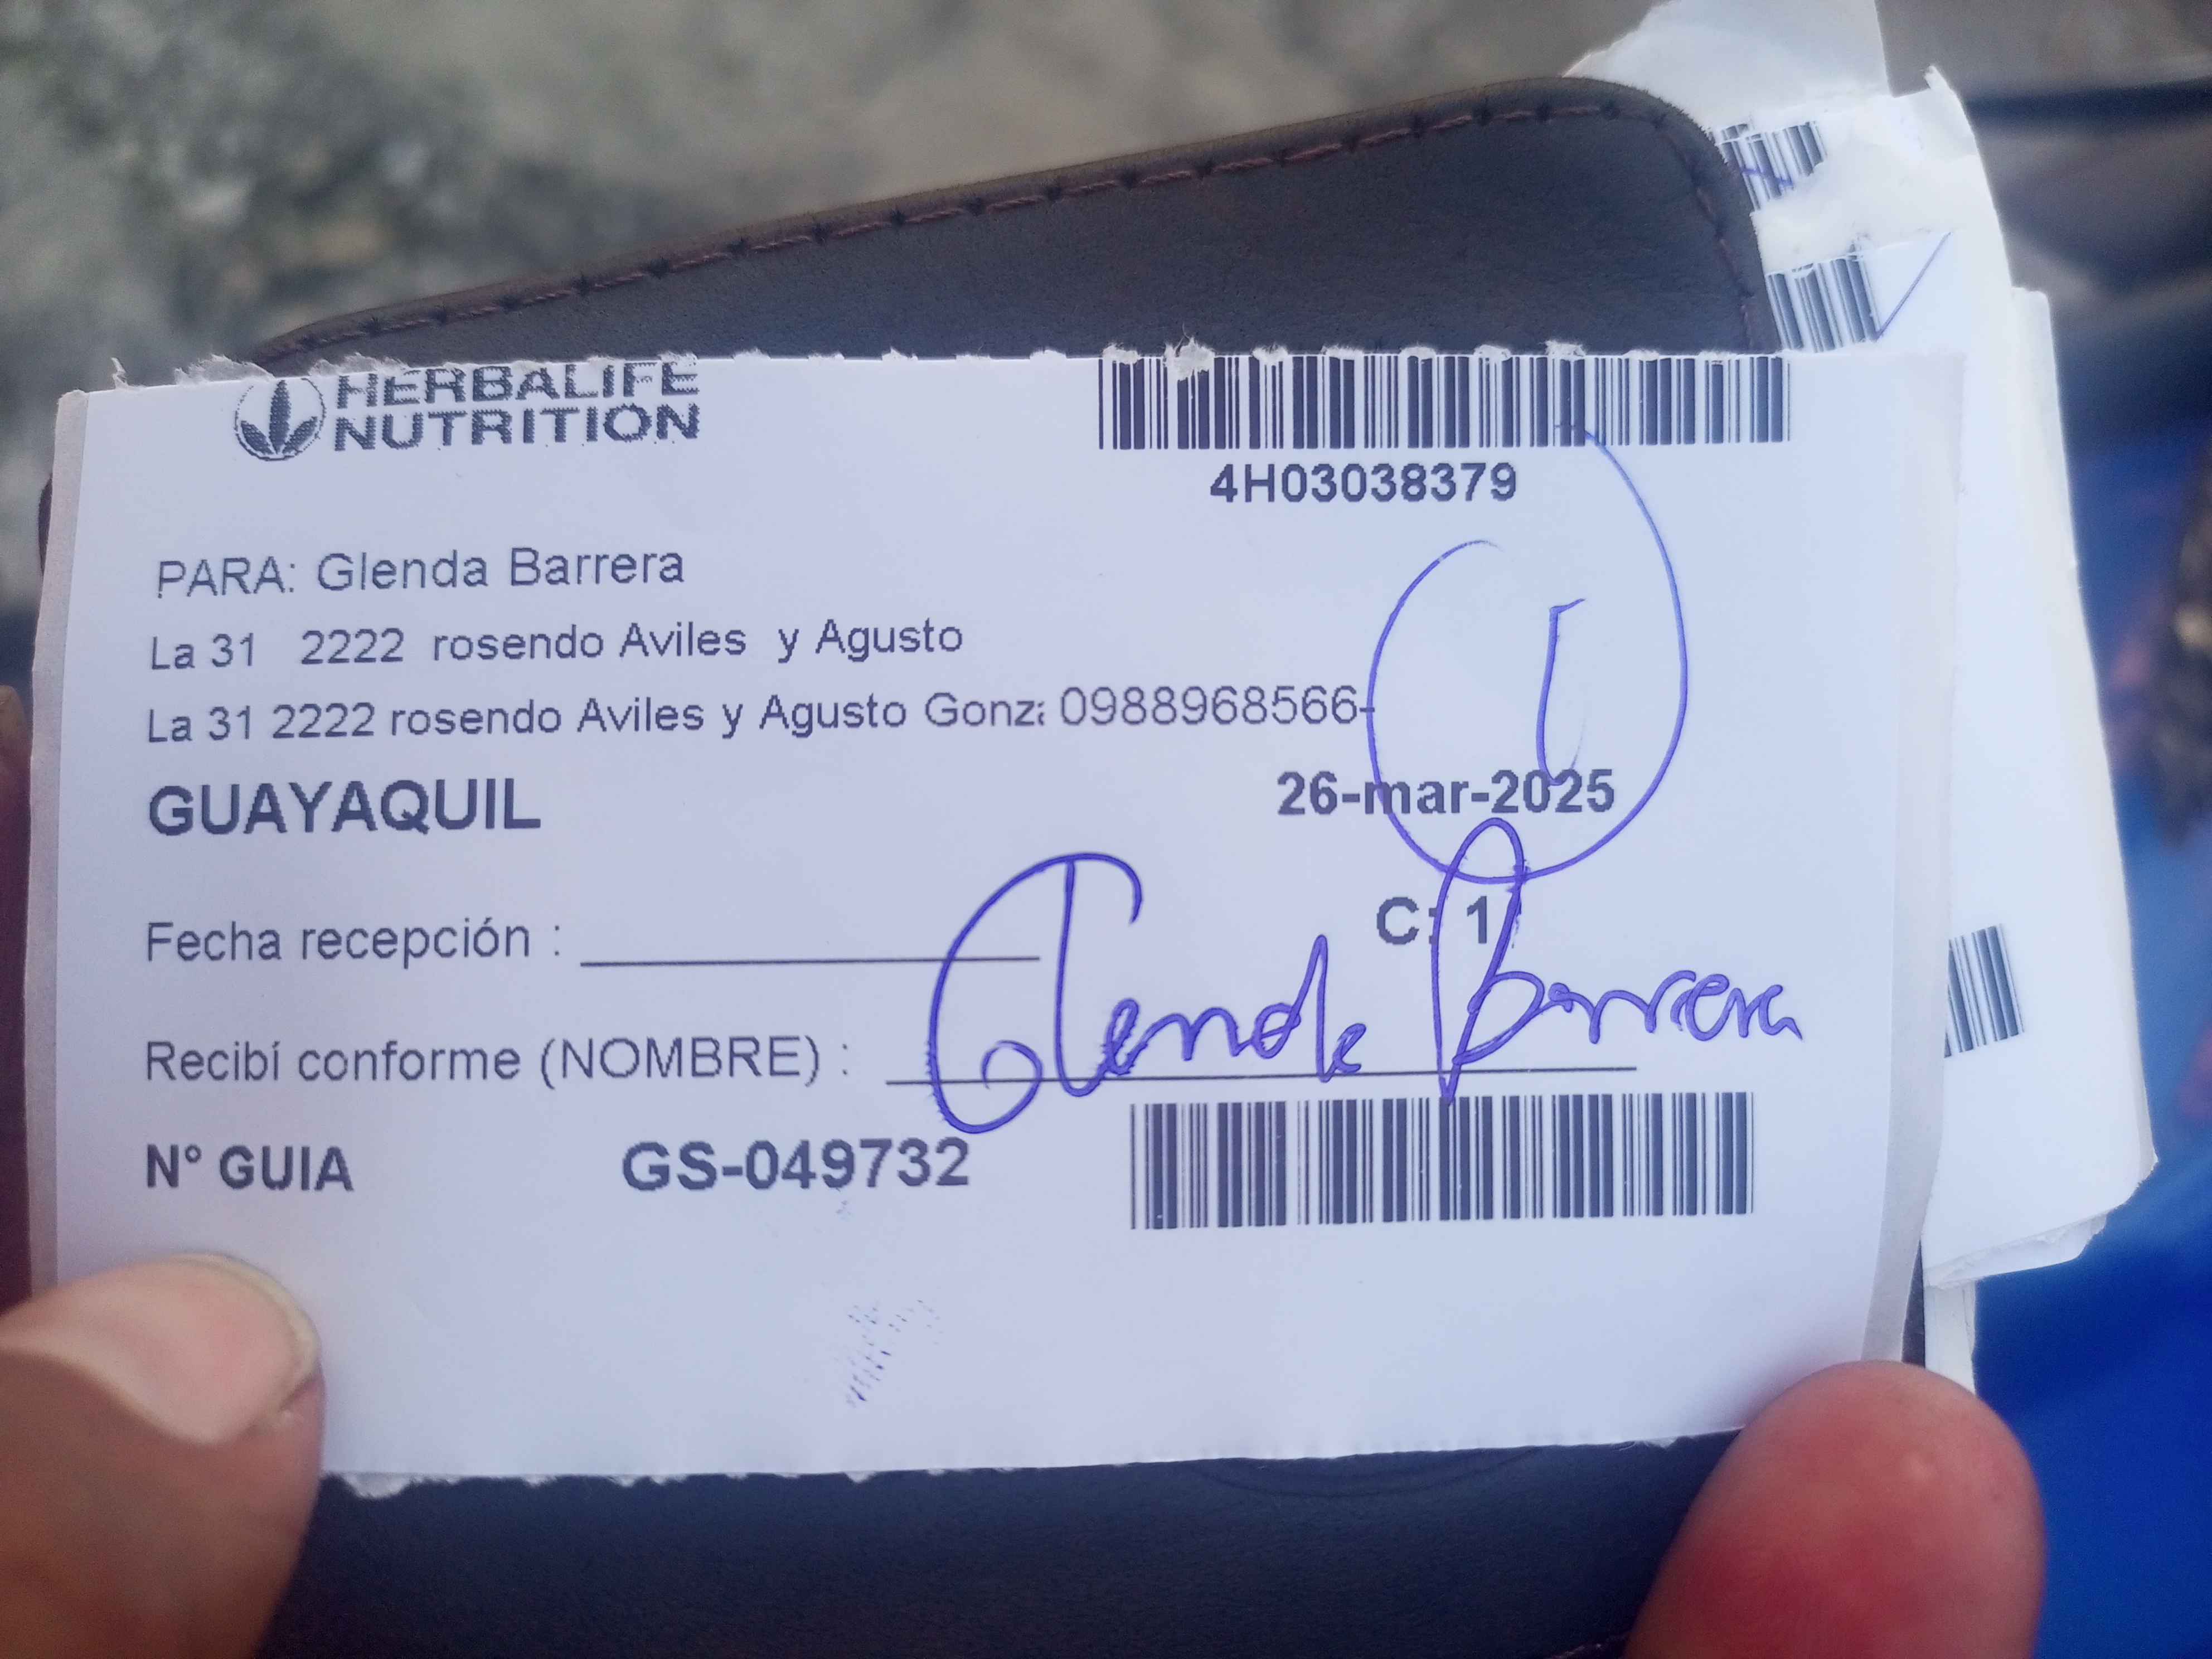 HERBALIFE
NUTRITION
4H03038379
PARA: Glenda Barrera
La 31 2222 rosendo Aviles y Agusto
La 31 2222 rosendo Aviles y Agusto Gonz 0988968566-
1
GUAYAQUIL
26-mar-2025
C: 1
Fecha recepción :
Recibí conforme (NOMBRE) : Glenda Barrera
N° GUIA GS-049732